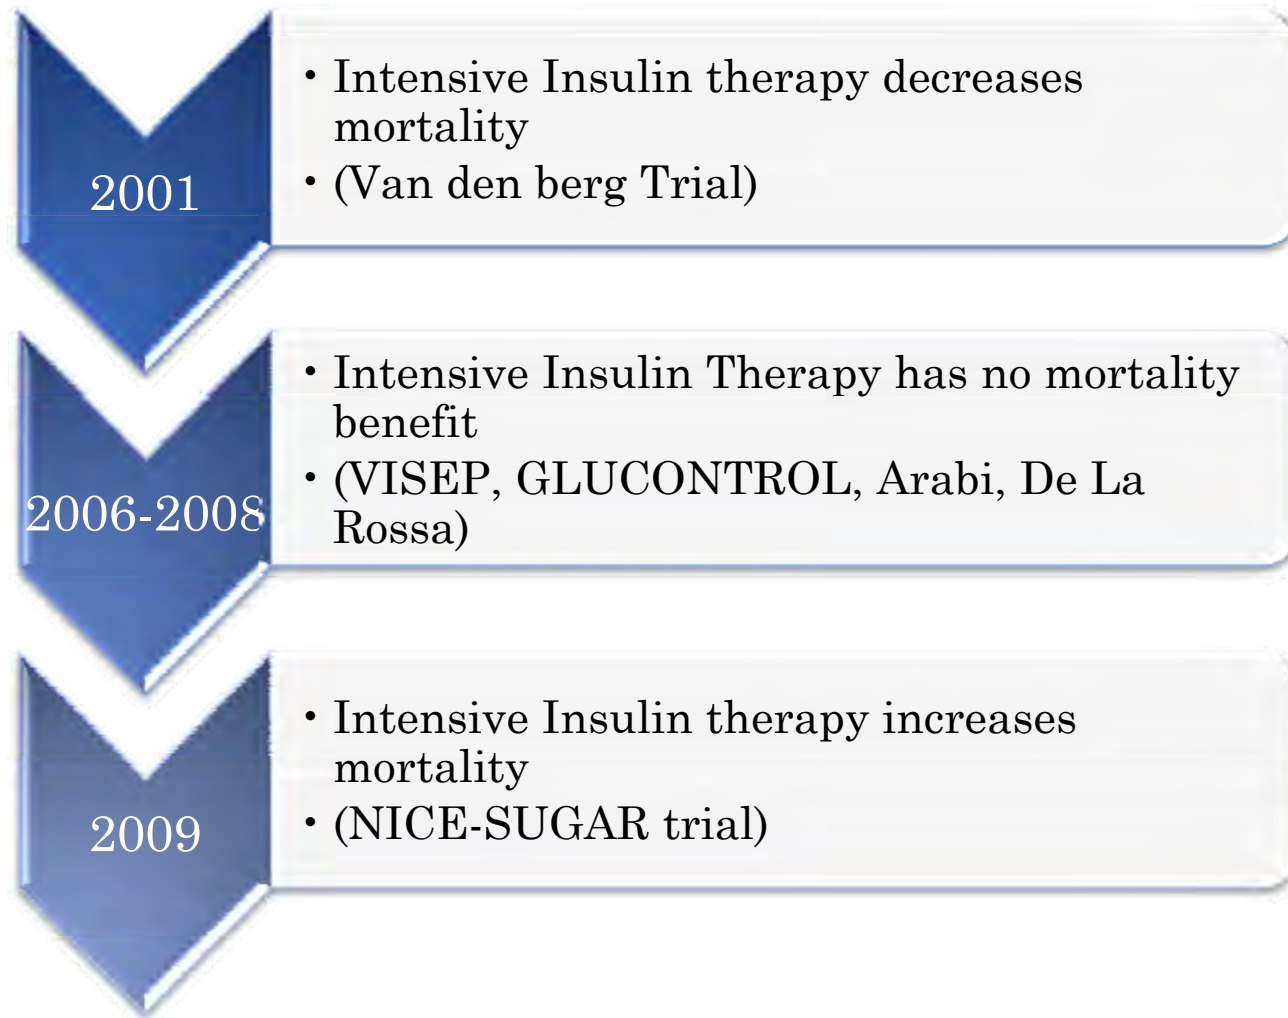 2001
• Intensive Insulin therapy decreases
mortality
• (Van den berg Trial)
2006-2008
• Intensive Insulin Therapy has no mortality
benefit
• (VISEP, GLUCONTROL, Arabi, De La
Rossa)
2009
• Intensive Insulin therapy increases
mortality
• (NICE-SUGAR trial)